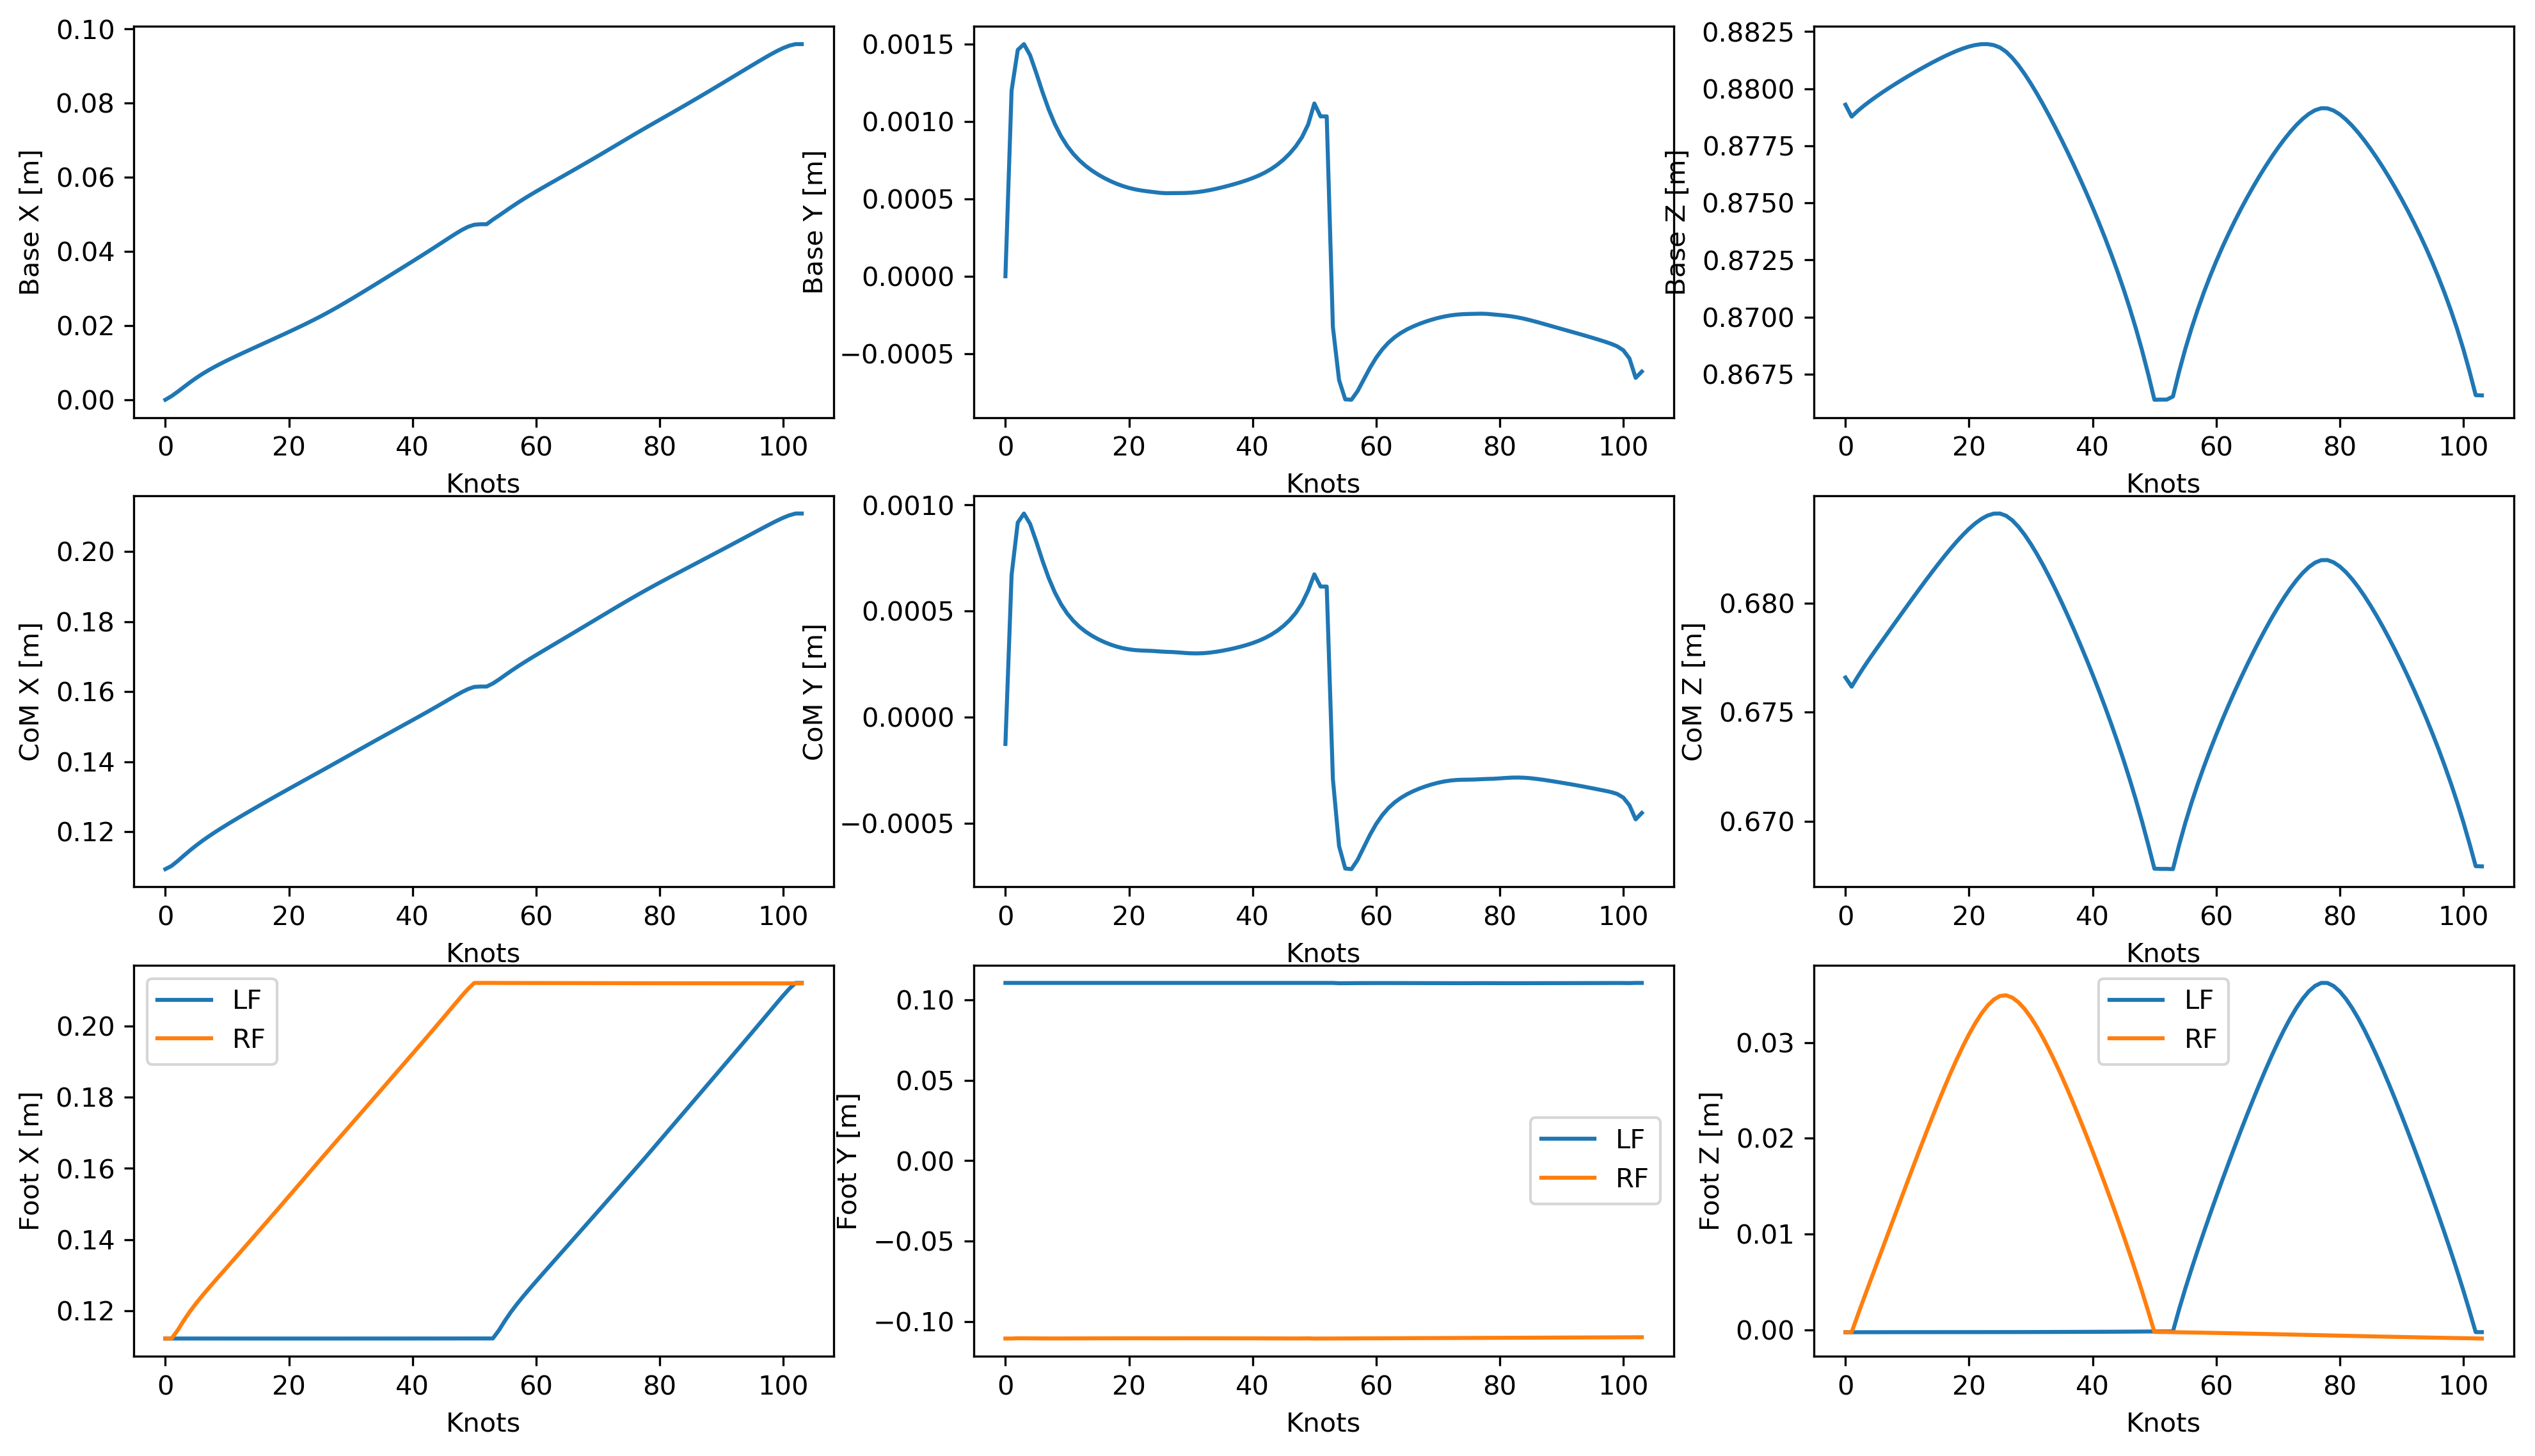 Base X [m]
0.10
0.08
0.06
0.04
0.02
0.00
0 20 40 60 80 100
Knots
Base Y [m]
0.0015
0.0010
0.0005
0.0000
−0.0005
0 20 40 60 80 100
Knots
Base Z [m]
0.8825
0.8800
0.8775
0.8750
0.8725
0.8700
0.8675
0 20 40 60 80 100
Knots
CoM X [m]
0.20
0.18
0.16
0.14
0.12
0 20 40 60 80 100
Knots
CoM Y [m]
0.0010
0.0005
0.0000
−0.0005
0 20 40 60 80 100
Knots
CoM Z [m]
0.680
0.675
0.670
0 20 40 60 80 100
Knots
Foot X [m]
0.20
0.18
0.16
0.14
0.12
LF
RF
0 20 40 60 80 100
Knots
Foot Y [m]
0.10
0.05
0.00
−0.05
−0.10
LF
RF
0 20 40 60 80 100
Knots
Foot Z [m]
0.03
0.02
0.01
0.00
LF
RF
0 20 40 60 80 100
Knots